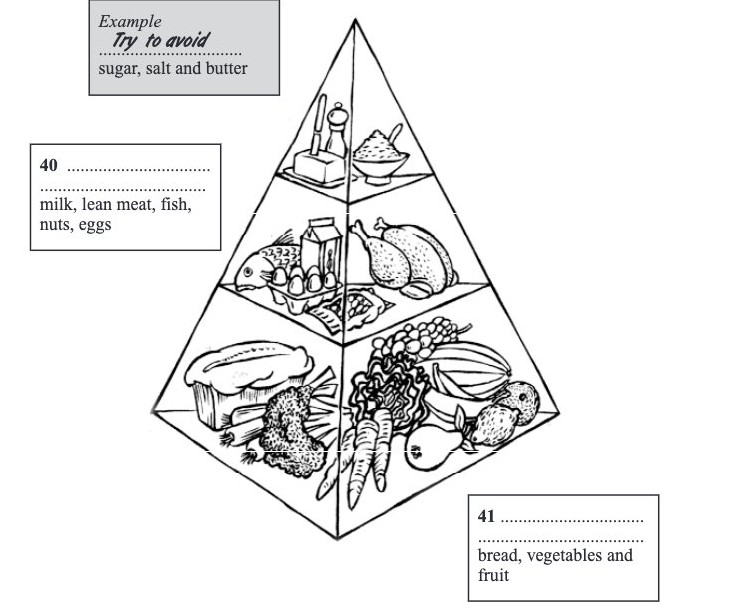 Example
Try to avoid
..........................................
sugar, salt and butter
40 ................................
.....................................
milk, lean meat, fish,
nuts, eggs
41 ................................
.....................................
bread, vegetables and
fruit